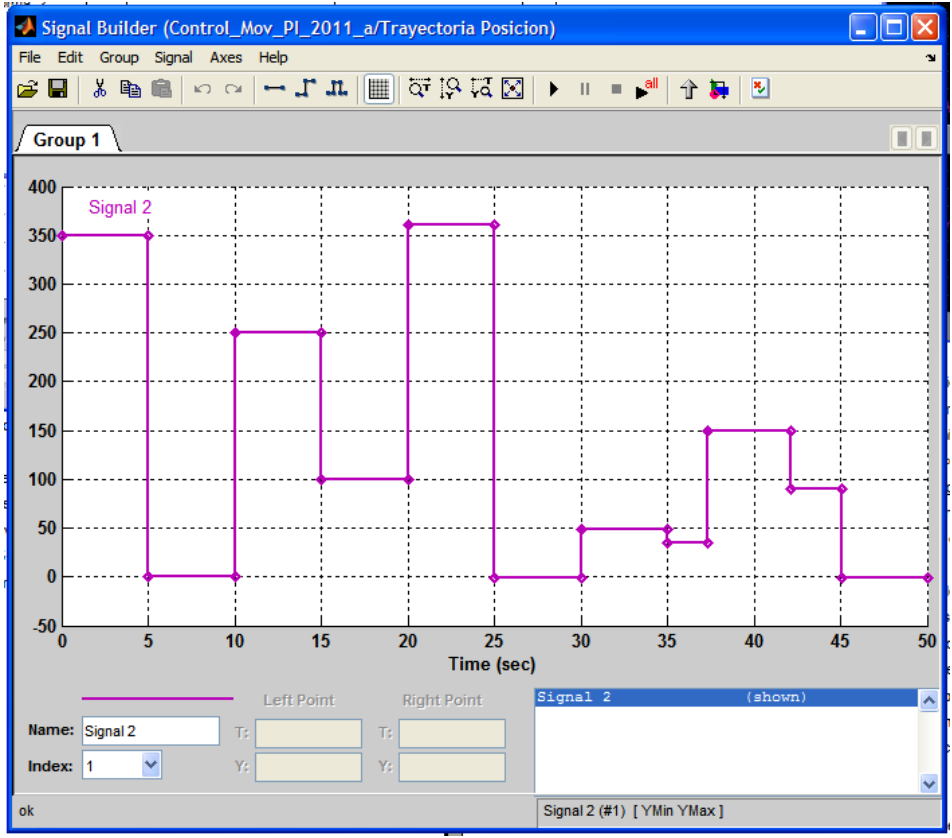 Signal Builder (Control_Mov_PI_2011_a/Trayectoria Posicion)
File Edit Group Signal Axes Help
all
Group 1
400
Signal 2
350
300
250
200
150
100
50
0
-50
0 5 10 15 20 25 30 35 40 45 50
Time (sec)
Left Point Right Point
Signal 2 (shown)
Name: Signal 2 T: T:
Index: 1 Y: Y:
ok
Signal 2 (#1) [ YMin YMax ]